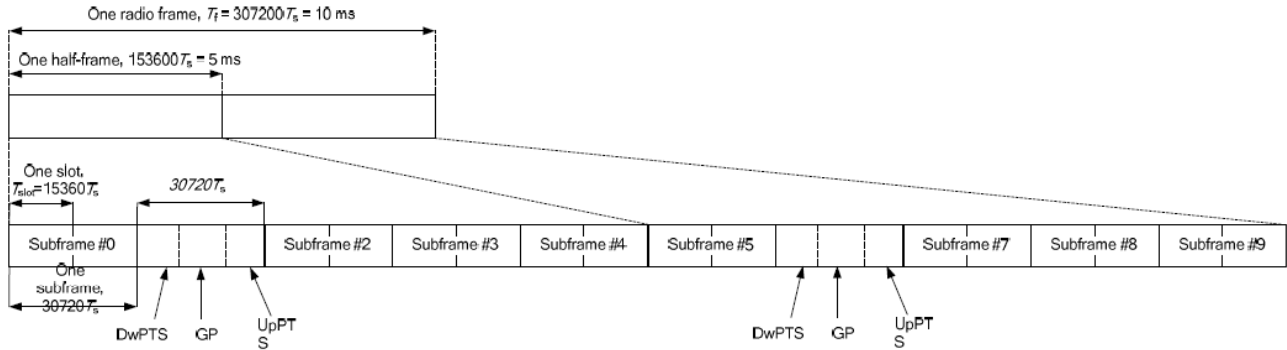 One radio frame, Tf = 307200Ts = 10 ms
One half-frame, 153600Ts = 5 ms
One slot,
Tslot=15360Ts
30720Ts
Subframe #0
Subframe #2
Subframe #3
Subframe #4
Subframe #5
Subframe #7
Subframe #8
Subframe #9
One
subframe,
30720Ts
DwPTS
GP
UpPT
S
DwPTS
GP
UpPT
S